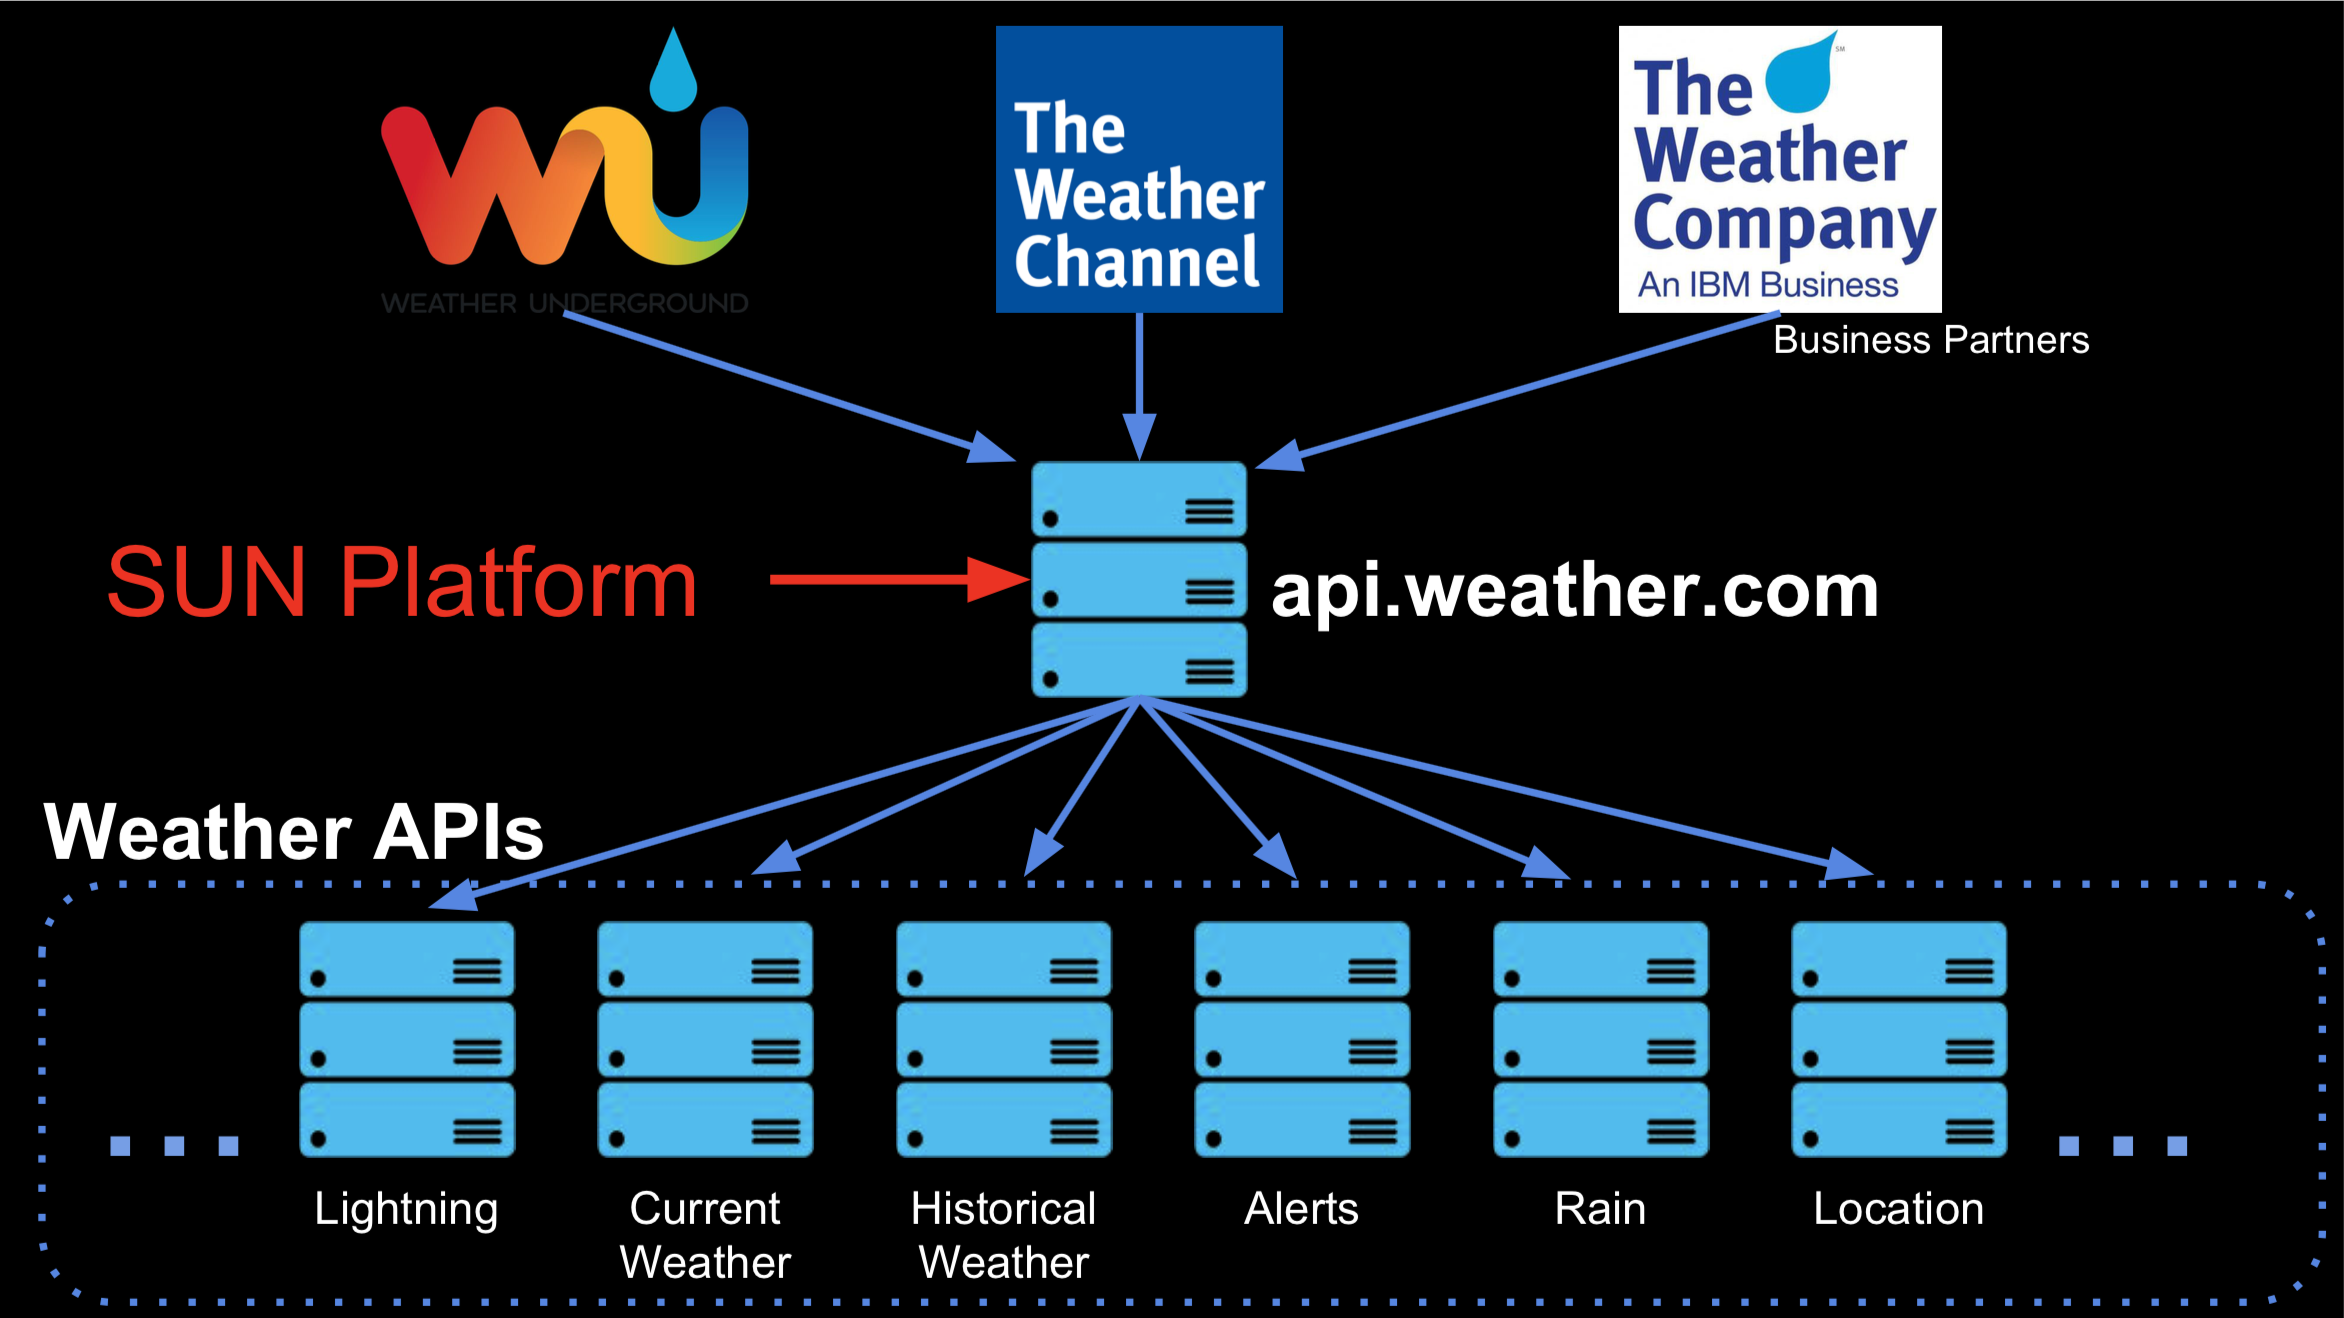 WEATHER UNDERGROUND
The
Weather
Channel
The
Weather
Company
An IBM Business
SM
Business Partners
SUN Platform
api.weather.com
Weather APIs
Lightning
Current
Weather
Historical
Weather
Alerts
Rain
Location